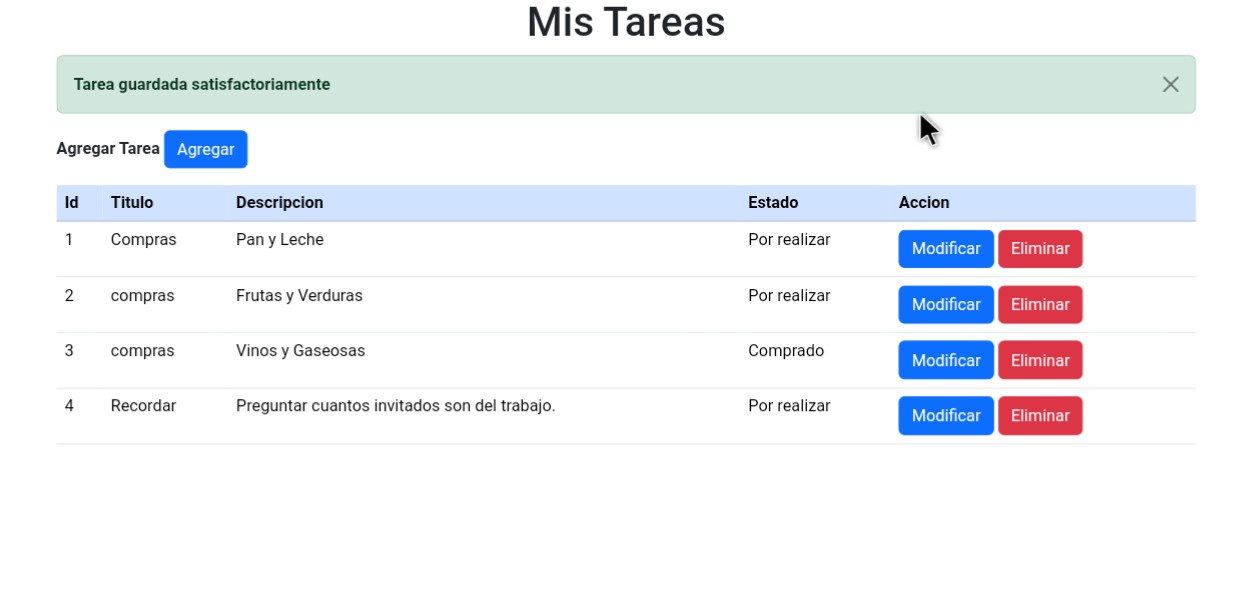 Mis Tareas
Tarea guardada satisfactoriamente
Agregar Tarea Agregar
Id Titulo Descripcion Estado Accion
1 Compras Pan y Leche Por realizar Modificar Eliminar
2 compras Frutas y Verduras Por realizar Modificar Eliminar
3 compras Vinos y Gaseosas Comprado Modificar Eliminar
4 Recordar Preguntar cuantos invitados son del trabajo. Por realizar Modificar Eliminar